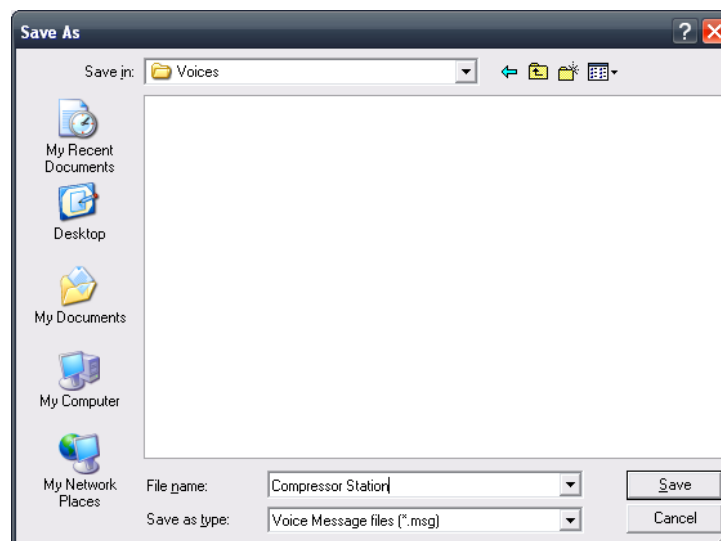 Save As
?
Save in:
Voices
My Recent
Documents
Desktop
My Documents
My Computer
My Network
Places
File name:
Compressor Station
Save
Save as type:
Voice Message files (*.msg)
Cancel